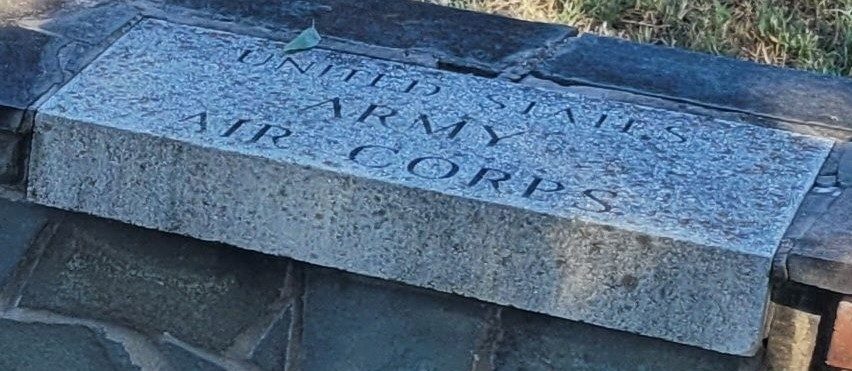 UNITED STATES
ARMY
AIR CORPS